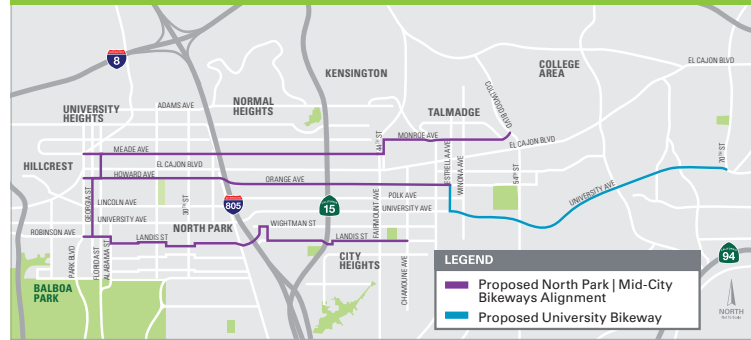 8
KENSINGTON
COLLEGE
AREA
EL CAJON BLVD
COLLWOOD BLVD
UNIVERSITY
HEIGHTS
ADAMS AVE
NORMAL
HEIGHTS
TALMADGE
MONROE AVE
44TH ST
EL CAJON BLVD
MEADE AVE
HILLCREST
EL CAJON BLVD
HOWARD AVE
ORANGE AVE
ESTRELLA AVE
WINONA AVE
54TH ST
70TH ST
GEORGIA ST
LINCOLN AVE
30TH ST
805
15
FAIRMOUNT AVE
POLK AVE
UNIVERSITY AVE
UNIVERSITY AVE
UNIVERSITY AVE
ROBINSON AVE
NORTH PARK
WIGHTMAN ST
LANDIS ST
LANDIS ST
PARK BLVD
FLORIDA ST
ALABAMA ST
CITY
HEIGHTS
CHAMOUNE AVE
94
BALBOA
PARK
LEGEND
Proposed North Park | Mid-City
Bikeways Alignment
Proposed University Bikeway
NORTH